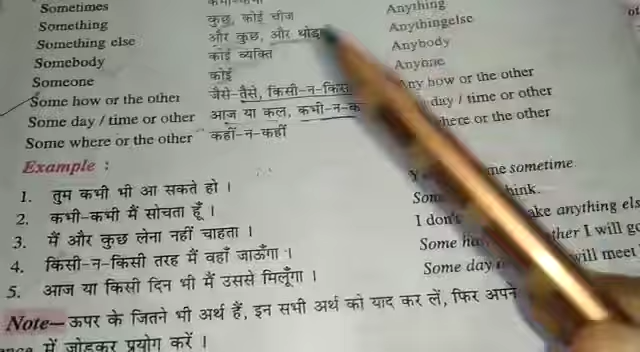 Sometimes Anything
Something कुछ, कोई चीज Anythingelse
Something else और कुछ, और थोड़ा Anybody
Somebody कोई व्यक्ति Anyone
Someone कोई
Some how or the other जैसे-तैसे, किसी-न-किस Any how or the other
Some day / time or other आज या कल, कभी-न-क day / time or other
Some where or the other कहीं-न-कहीं here or the other
Example :
1. तुम कभी भी आ सकते हो । me sometime.
2. कभी-कभी मैं सोचता हूँ । Som hink.
3. मैं और कुछ लेना नहीं चाहता । I don't ake anything els
4. किसी-न-किसी तरह मैं वहाँ जाऊँगा । Some ther I will go
5. आज या किसी दिन भी मैं उससे मिलूँगा । Some day will meet
Note— ऊपर के जितने भी अर्थ हैं, इन सभी अर्थ को याद कर लें, फिर अपने
में जोड़कर प्रयोग करें ।